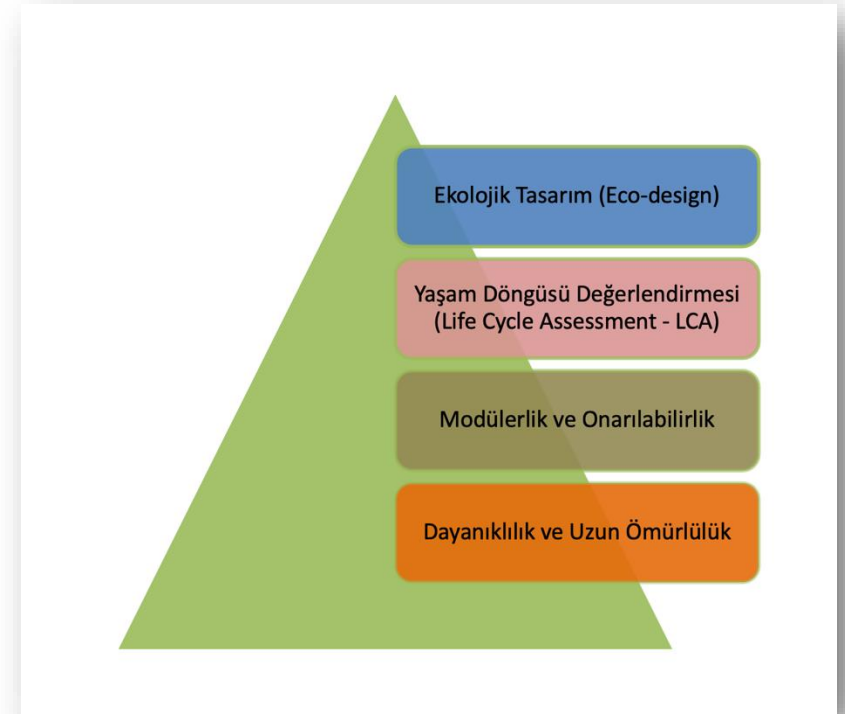 Ekolojik Tasarım (Eco-design)
Yaşam Döngüsü Değerlendirmesi
(Life Cycle Assessment - LCA)
Modülerlik ve Onarılabilirlik
Dayanıklılık ve Uzun Ömürlülük